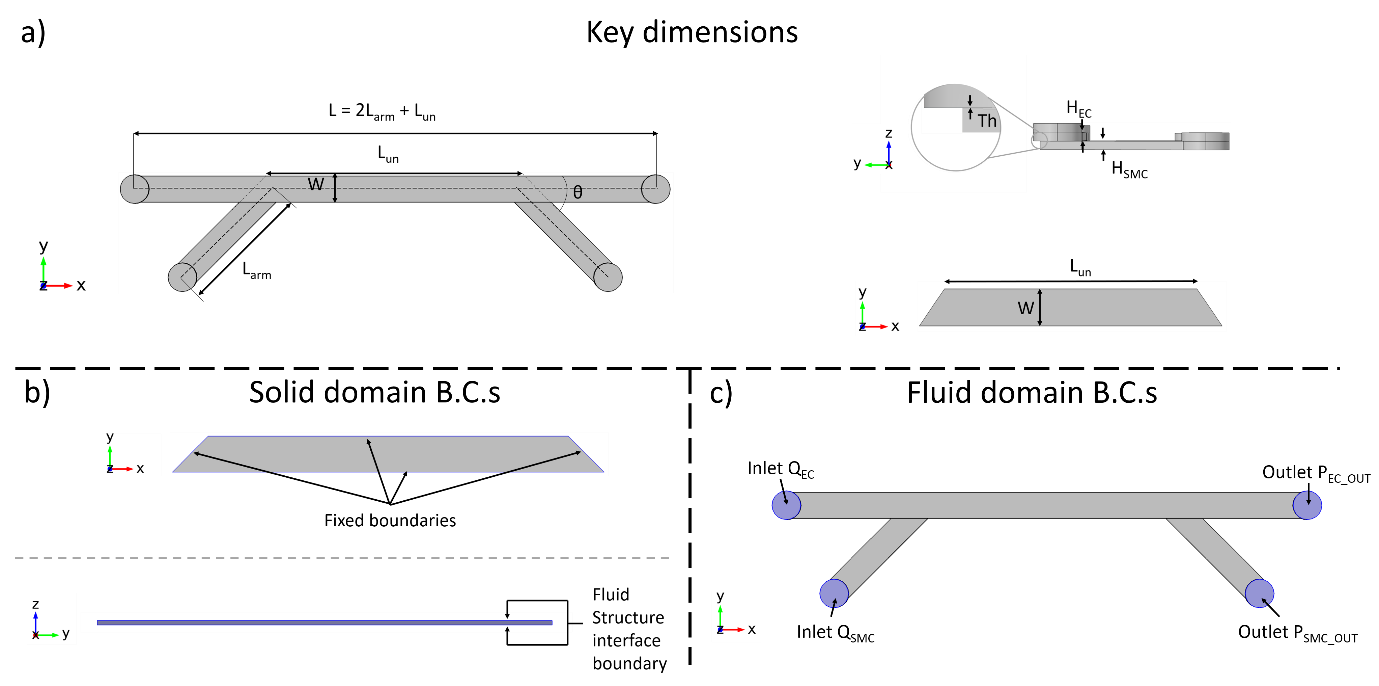 a)
Key dimensions
L = 2Larm + Lun
Lun
W
θ
Larm
y
z
x
Th
HEC
HSMC
z
y
x
Lun
W
y
z
x
b)
Solid domain B.C.s
y
z
x
Fixed boundaries
z
x
y
Fluid
Structure
interface
boundary
c)
Fluid domain B.C.s
Inlet QEC
Outlet PEC_OUT
Inlet QSMC
Outlet PSMC_OUT
y
z
x